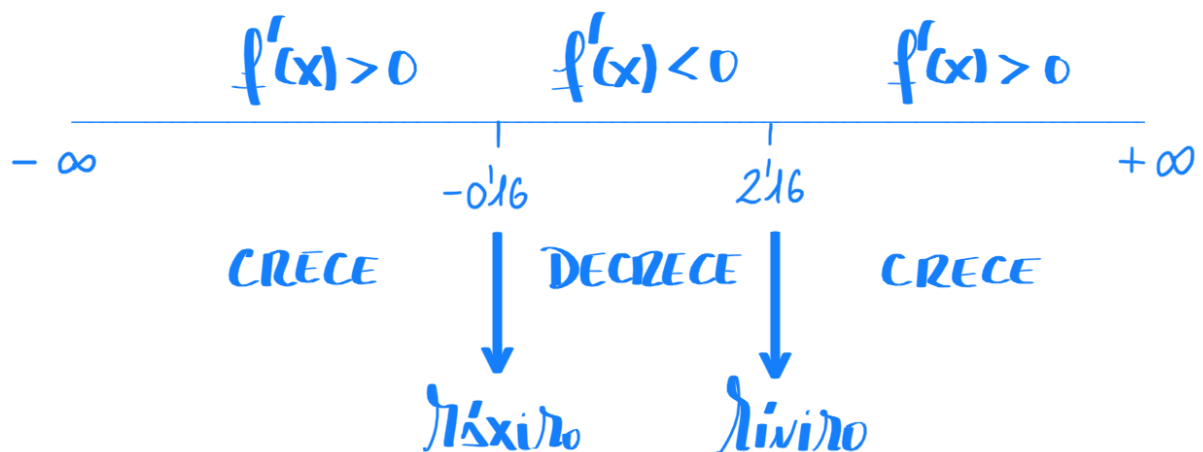 f'(x) > 0 f'(x) < 0 f'(x) > 0
- ∞ -0'16 2'16 + ∞
CRECE DECRECE CRECE
Máximo Mínimo